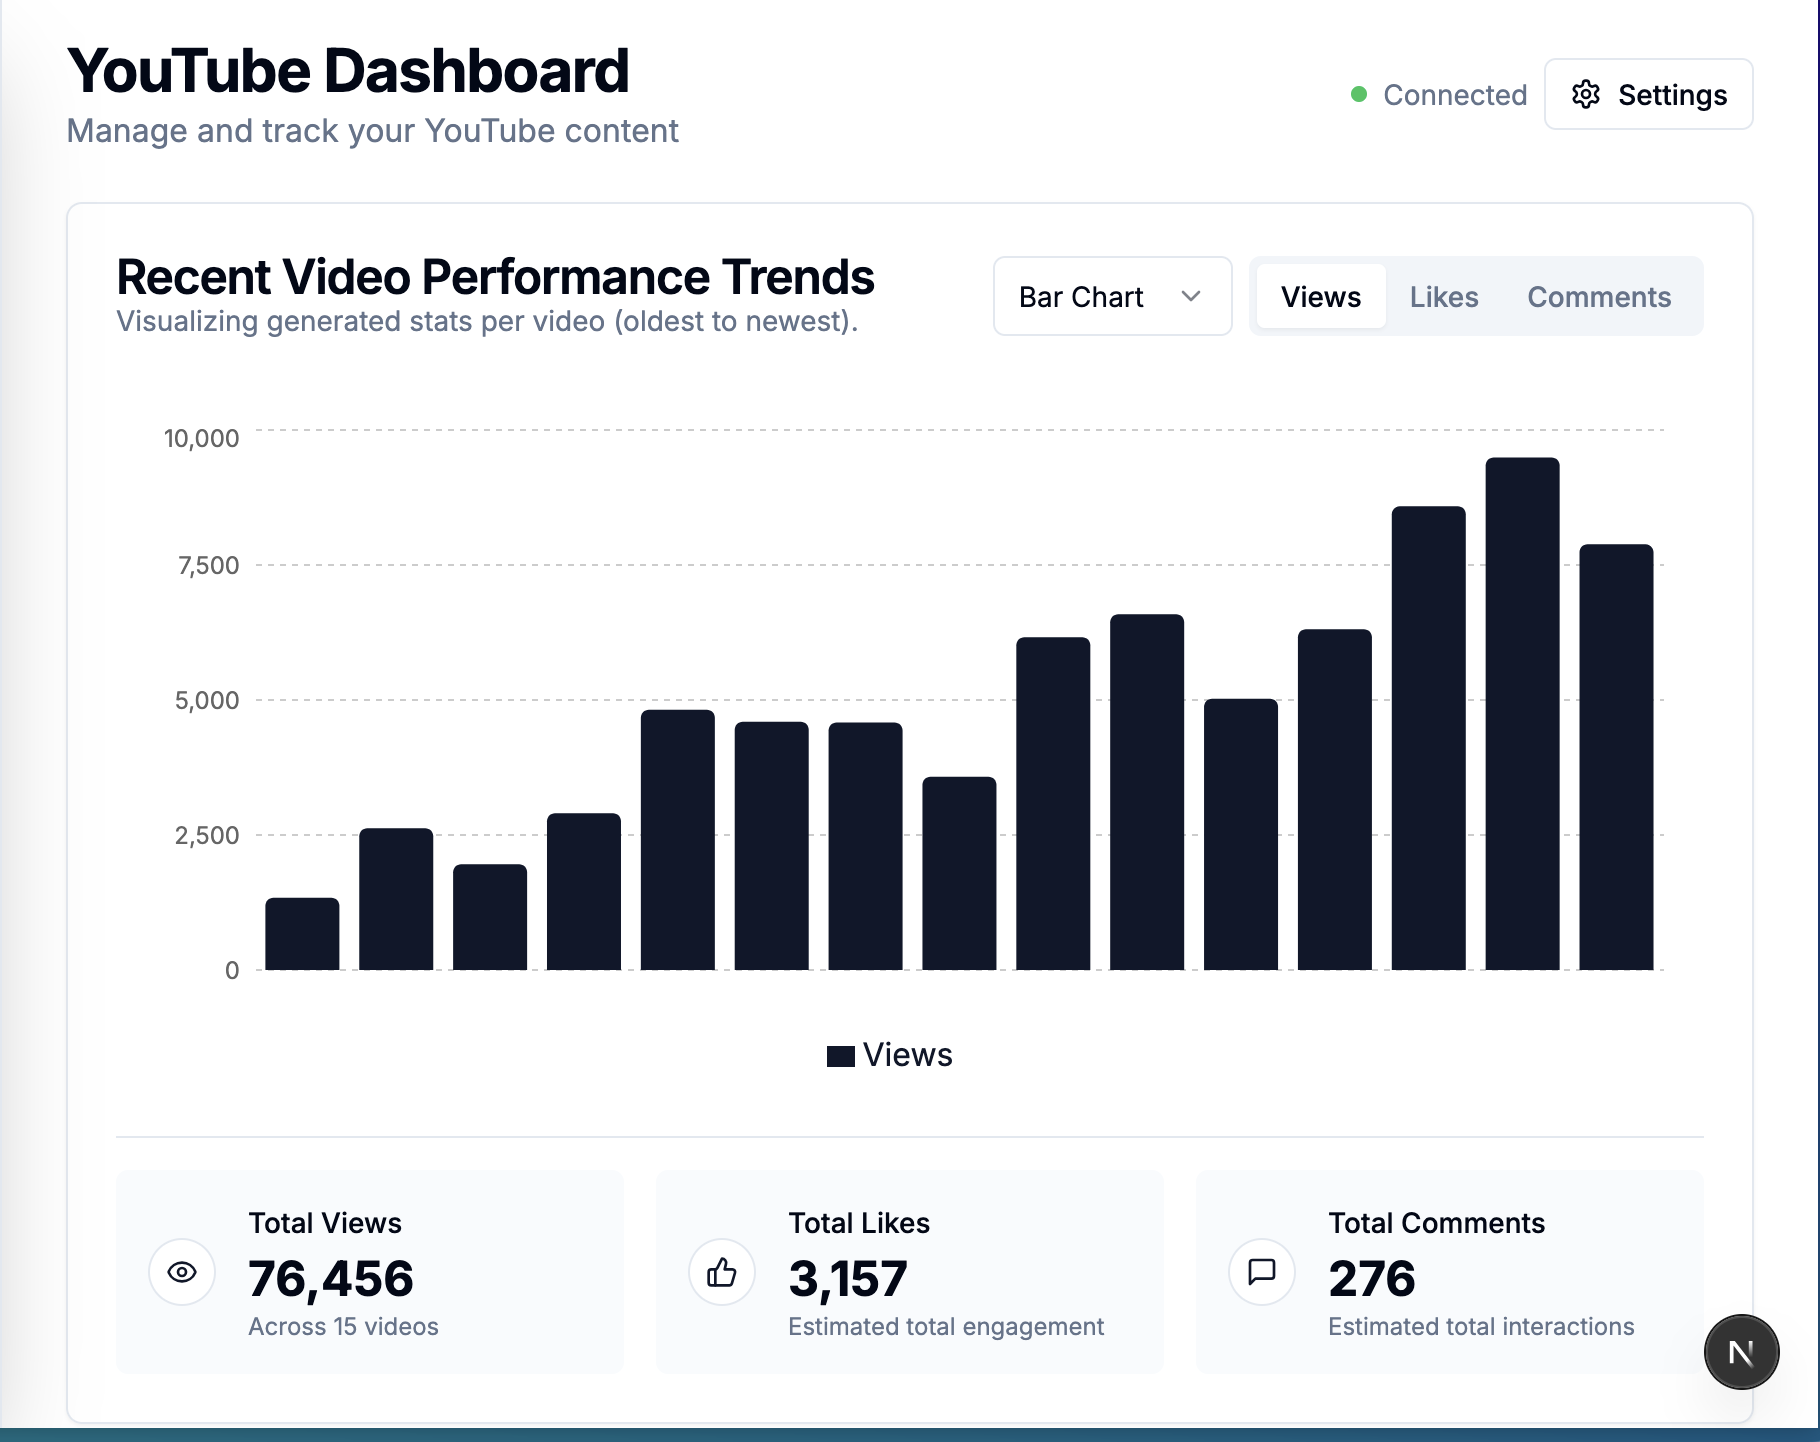 YouTube Dashboard
Manage and track your YouTube content
Connected
Settings
Recent Video Performance Trends
Visualizing generated stats per video (oldest to newest).
Bar Chart
Views
Likes
Comments
10,000
7,500
5,000
2,500
0
Views
Total Views
76,456
Across 15 videos
Total Likes
3,157
Estimated total engagement
Total Comments
276
Estimated total interactions
N